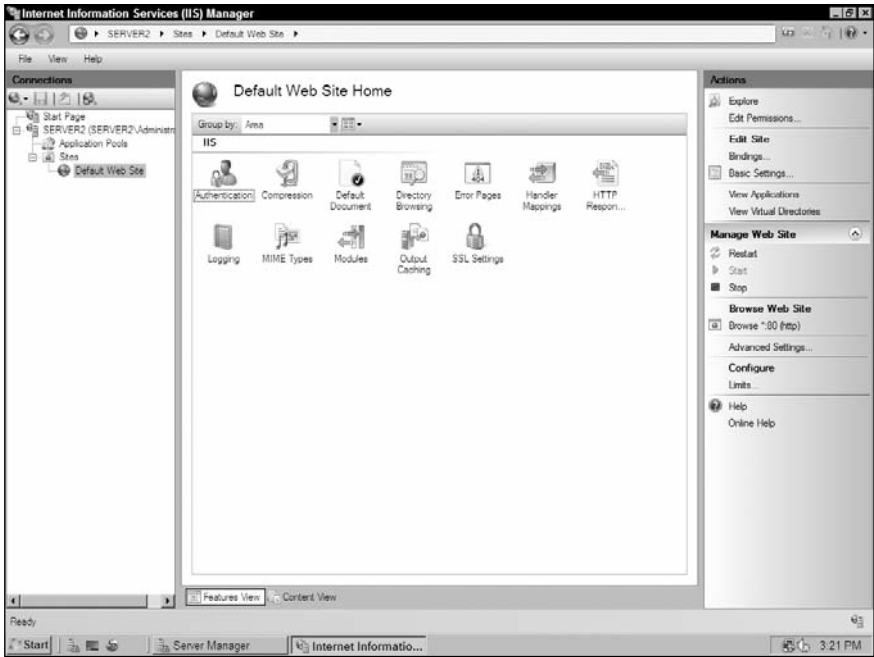 Internet Information Services (IIS) Manager
SERVER2 Sites Default Web Site
File View Help
Connections
Start Page
SERVER2 (SERVER2\Administr
Application Pools
Sites
Default Web Site
Default Web Site Home
Group by: Area
IIS
Authentication Compression Default Document Directory Browsing Error Pages Handler Mappings HTTP Respon...
Logging MIME Types Modules Output Caching SSL Settings
Features View Content View
Actions
Explore
Edit Permissions...
Edit Site
Bindings...
Basic Settings...
View Applications
View Virtual Directories
Manage Web Site
Restart
Start
Stop
Browse Web Site
Browse *:80 (http)
Advanced Settings...
Configure
Limits...
Help
Online Help
Ready
Start Server Manager Internet Informatio... 3:21 PM